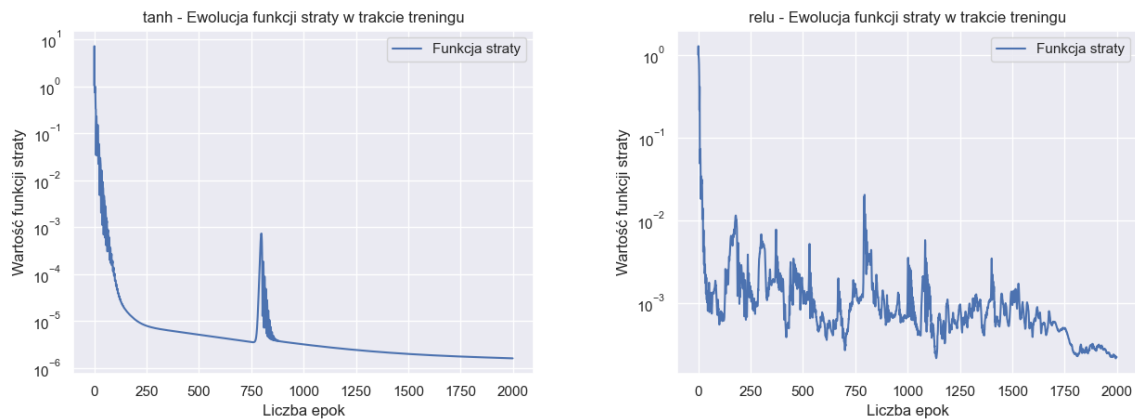 tanh - Ewolucja funkcji straty w trakcie treningu
Funkcja straty
Wartość funkcji straty
10^1
10^0
10^-1
10^-2
10^-3
10^-4
10^-5
10^-6
0 250 500 750 1000 1250 1500 1750 2000
Liczba epok
relu - Ewolucja funkcji straty w trakcie treningu
Funkcja straty
Wartość funkcji straty
10^0
10^-1
10^-2
10^-3
0 250 500 750 1000 1250 1500 1750 2000
Liczba epok